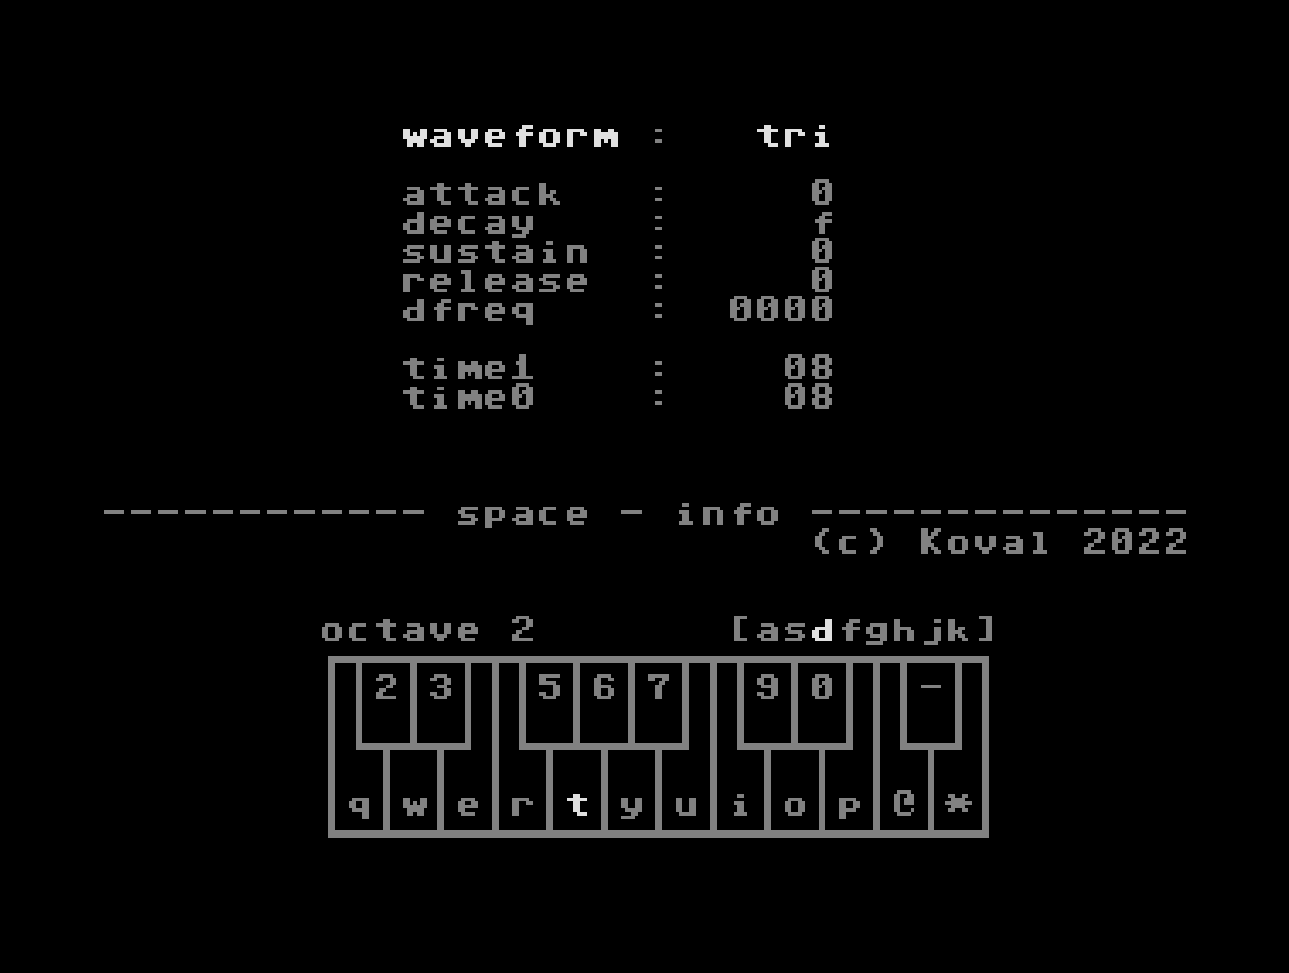 waveform : tri
attack : 0
decay : f
sustain : 0
release : 0
dfreq : 0000
time1 : 08
time0 : 08
------------ space - info --------------
(c) Koval 2022
octave 2 [asdfghjk]
2 3 5 6 7 9 0 -
q w e r t y u i o p @ *